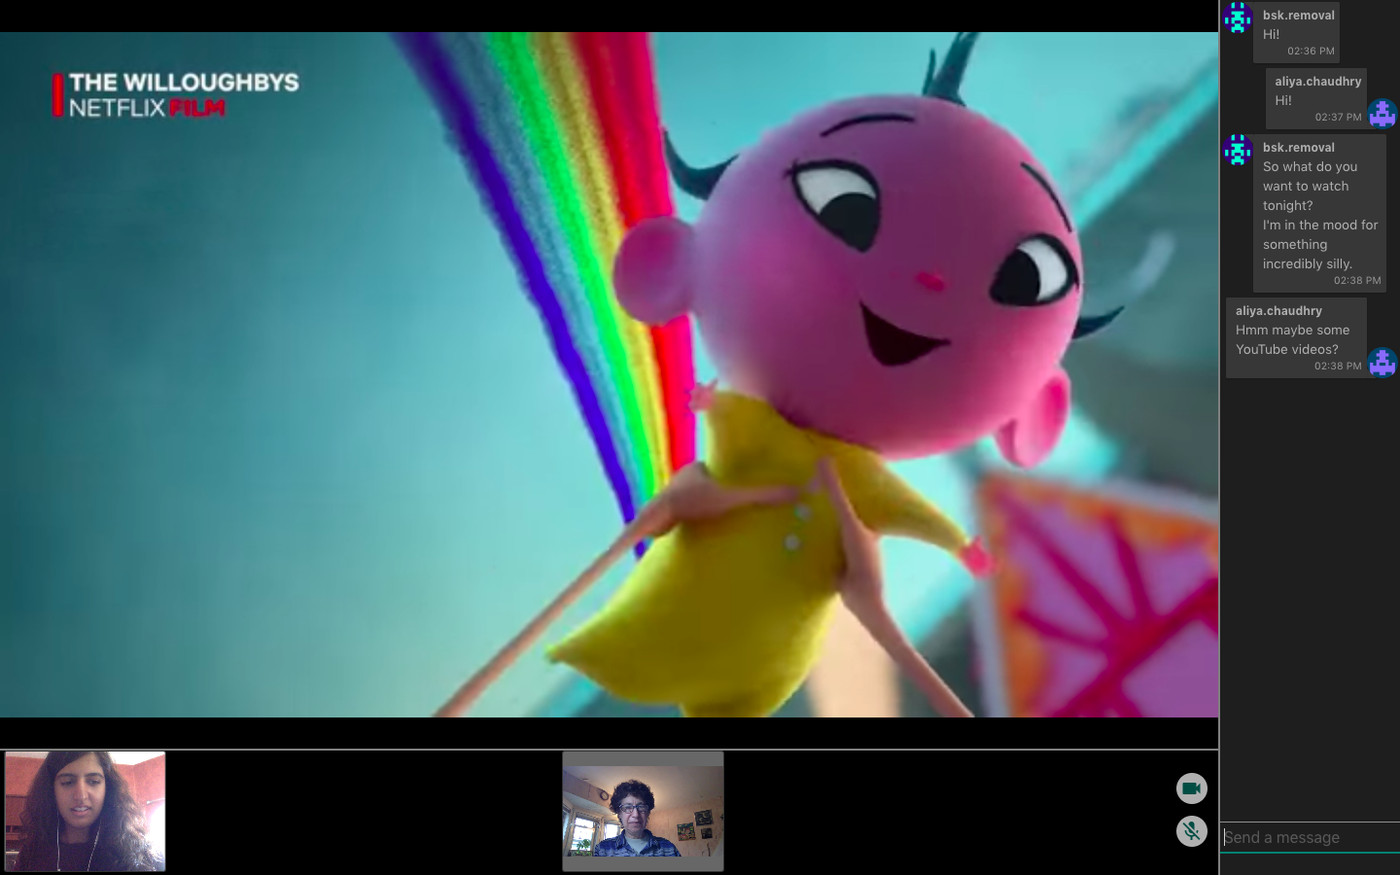 THE WILLOUGHBYS
NETFLIX FILM
bsk.removal
Hi!
02:36 PM
aliya.chaudhry
Hi!
02:37 PM
bsk.removal
So what do you
want to watch
tonight?
I'm in the mood for
something
incredibly silly.
02:38 PM
aliya.chaudhry
Hmm maybe some
YouTube videos?
02:38 PM
Send a message